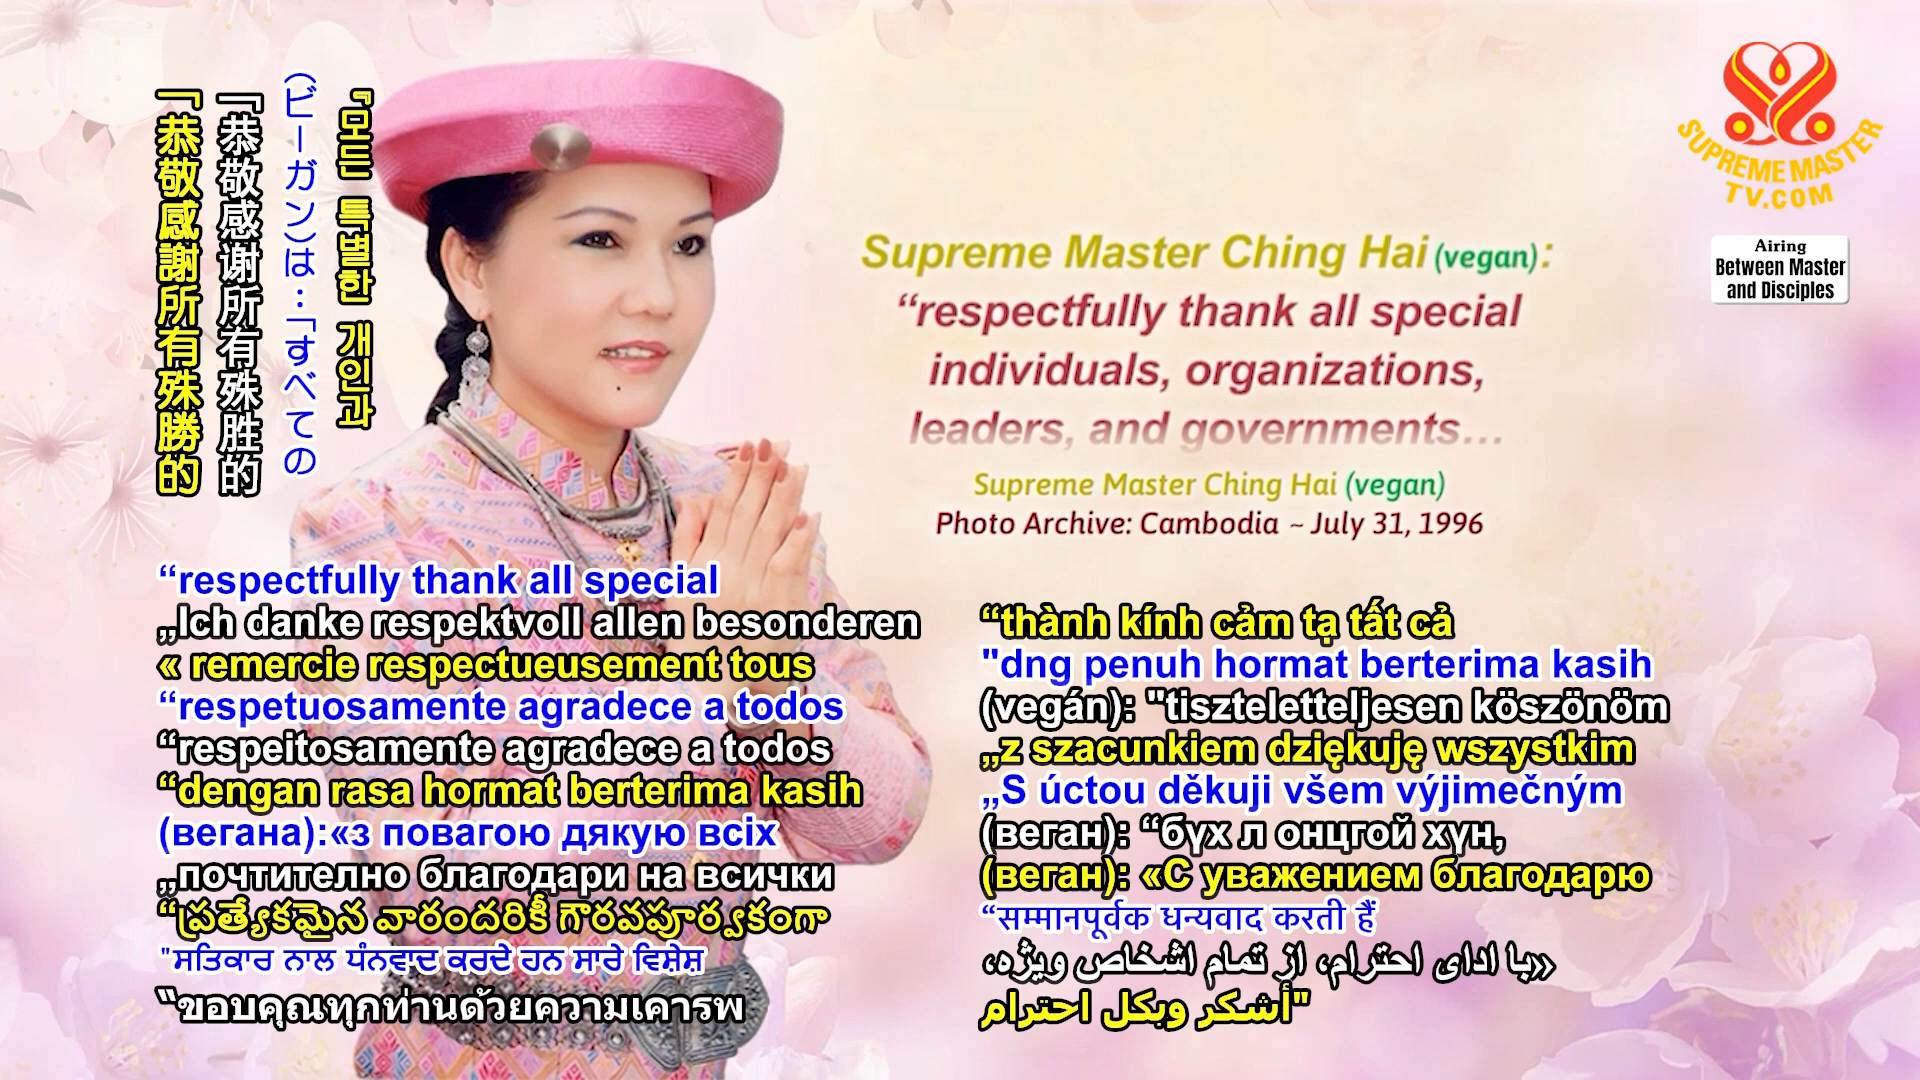 「恭敬感謝所有殊勝的
「恭敬感谢所有殊胜的
（ビーガン）は：「すべての
『모든 특별한 개인과
SUPREME MASTER
TV.COM
Airing
Between Master
and Disciples
Supreme Master Ching Hai (vegan):
“respectfully thank all special
individuals, organizations,
leaders, and governments…
Supreme Master Ching Hai (vegan)
Photo Archive: Cambodia ~ July 31, 1996
“respectfully thank all special
„Ich danke respektvoll allen besonderen
« remercie respectueusement tous
“respetuosamente agradece a todos
“respeitosamente agradece a todos
“dengan rasa hormat berterima kasih
(вегана):«з повагою дякую всіх
„почтително благодари на всички
“ప్రత్యేకమైన వారందరికీ గౌరవపూర్వకంగా
"ਸਤਿਕਾਰ ਨਾਲ ਧੰਨਵਾਦ ਕਰਦੇ ਹਨ ਸਾਰੇ ਵਿਸ਼ੇਸ਼
“ขอบคุณทุกท่านด้วยความเคารพ
“thành kính cảm tạ tất cả
"dng penuh hormat berterima kasih
(vegán): "tiszteletteljesen köszönöm
„z szacunkiem dziękuję wszystkim
„S úctou děkuji všem výjimečným
(веган): “бүх л онцгой хүн,
(веган): «С уважением благодарю
“सम्मानपूर्वक धन्यवाद करती हैं
«با ادای احترام، از تمام اشخاص ویژه،
"أشكر وبكل احترام